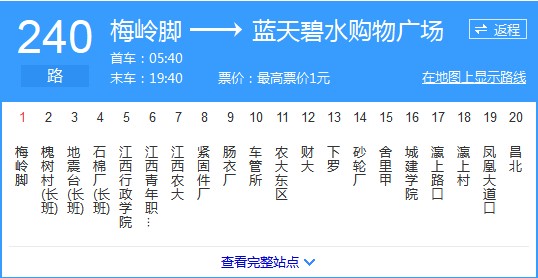 240
路
梅岭脚 → 蓝天碧水购物广场
返程
首车：05:40
末车：19:40
票价：最高票价1元
在地图上显示路线
1 梅岭脚
2 槐树村(长班)
3 地震台(长班)
4 石棉厂(长班)
5 江西行政学院
6 江西青年职…
7 江西农大
8 紧固件厂
9 肠衣厂
10 车管所
11 农大东区
12 财大
13 下罗
14 砂轮厂
15 舍里甲
16 城建学院
17 瀛上路口
18 瀛上村
19 凤凰大道口
20 昌北
查看完整站点